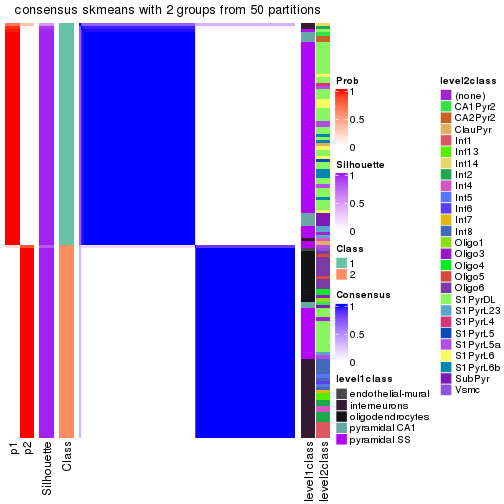 consensus skmeans with 2 groups from 50 partitions
Prob
1
0.5
0
Silhouette
1
0.5
0
Class
1
2
Consensus
1
0.5
0
level1class
endothelial-mural
interneurons
oligodendrocytes
pyramidal CA1
pyramidal SS
level2class
(none)
CA1Pyr2
CA2Pyr2
ClauPyr
Int1
Int13
Int14
Int2
Int4
Int5
Int6
Int7
Int8
Oligo1
Oligo3
Oligo4
Oligo5
Oligo6
S1PyrDL
S1PyrL23
S1PyrL4
S1PyrL5
S1PyrL5a
S1PyrL6
S1PyrL6b
SubPyr
Vsmc
p1
p2
Silhouette
Class
level1class
level2class